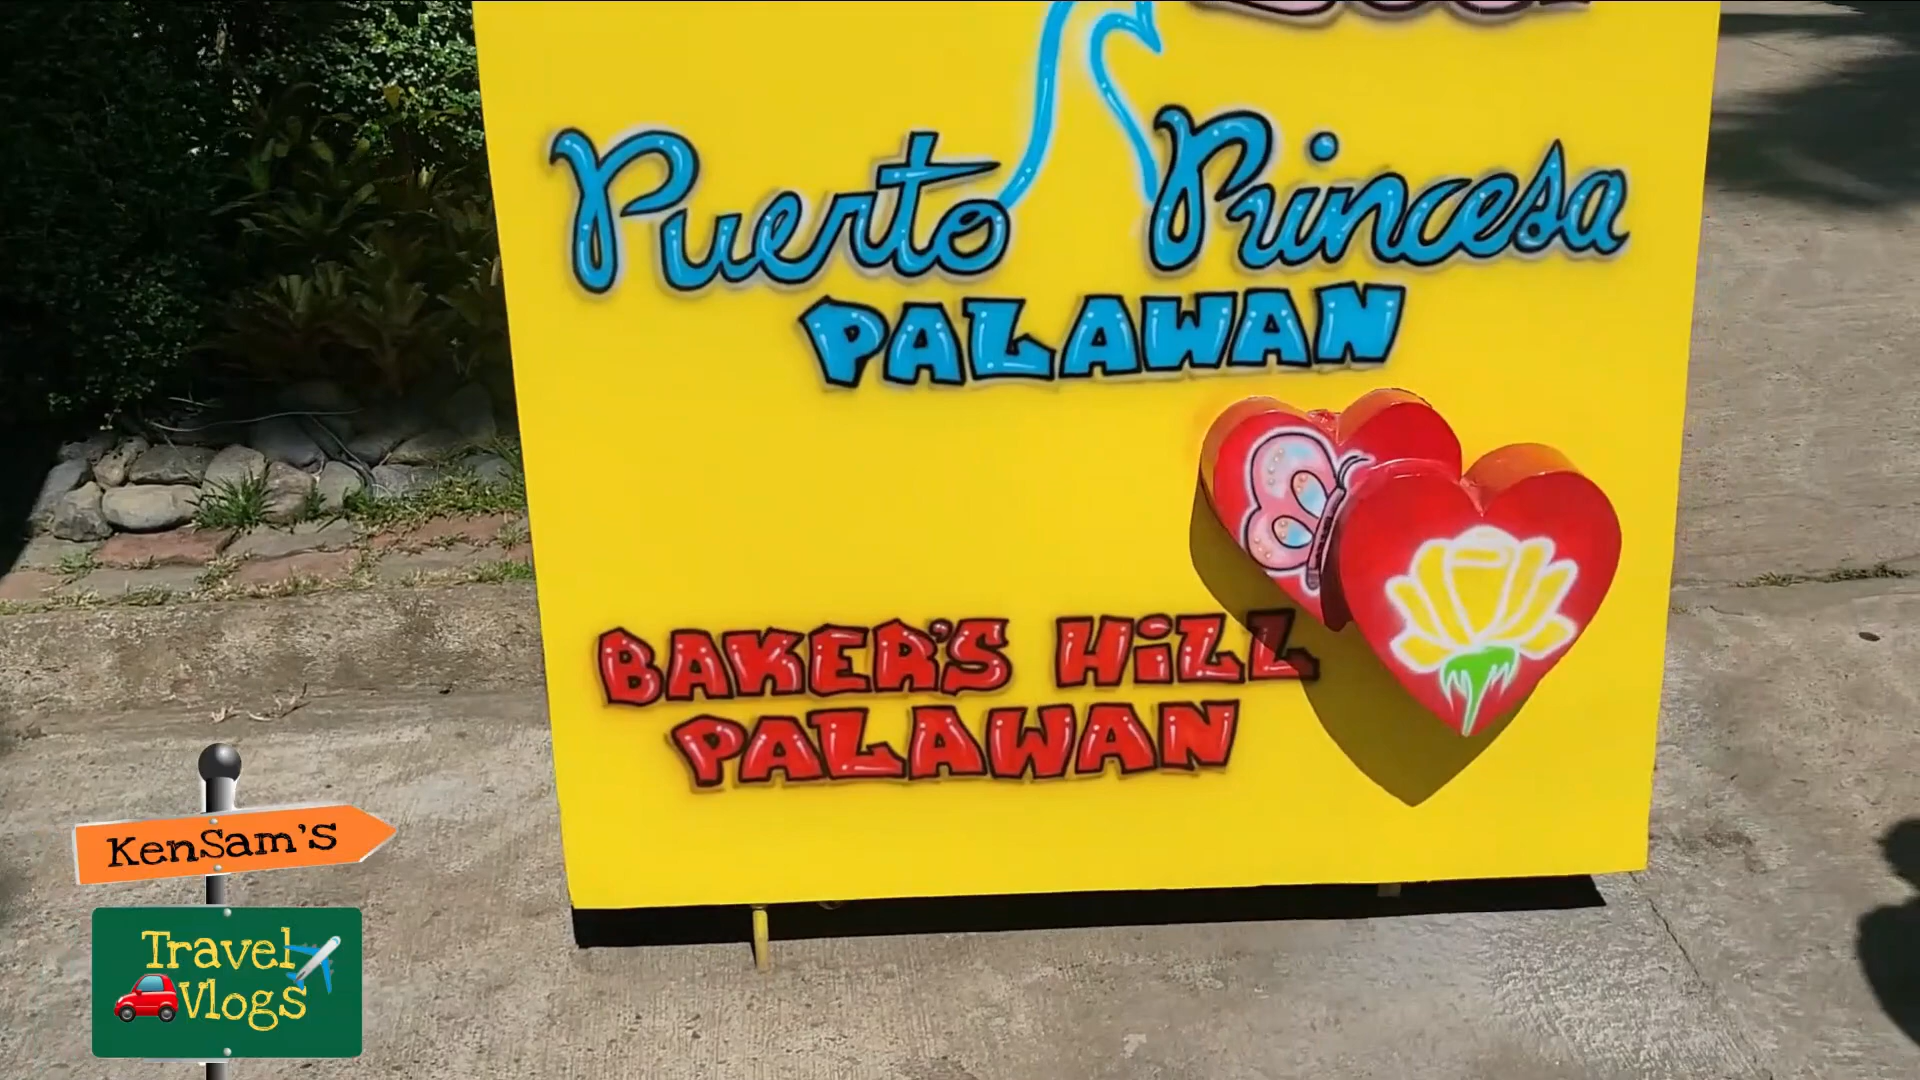 Puerto Princesa
PALAWAN
BAKER'S HiLL
PALAWAN
KenSam's
Travel
Vlogs